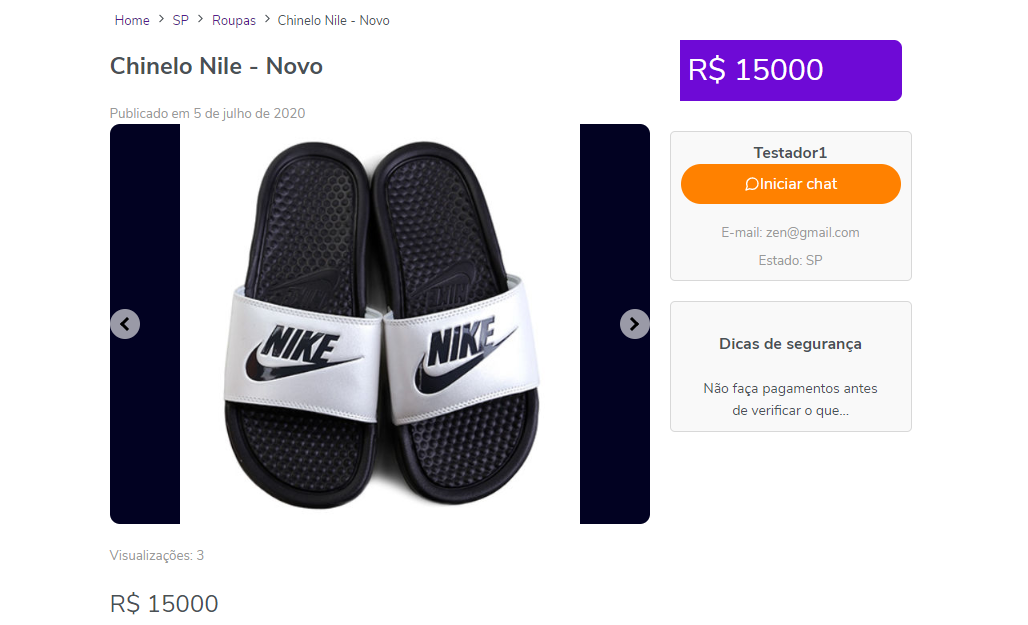 Home > SP > Roupas > Chinelo Nile - Novo
Chinelo Nile - Novo
R$ 15000
Publicado em 5 de julho de 2020
Testador1
Iniciar chat
E-mail: zen@gmail.com
Estado: SP
NIKE
NIKE
Dicas de segurança
Não faça pagamentos antes
de verificar o que...
Visualizações: 3
R$ 15000